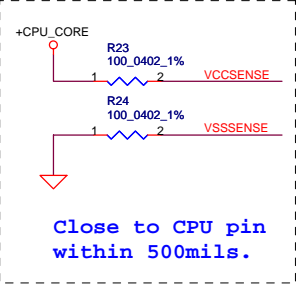 +CPU_CORE
R23
100_0402_1%
1 2 VCCSENSE
R24
100_0402_1%
1 2 VSSSENSE
Close to CPU pin
within 500mils.